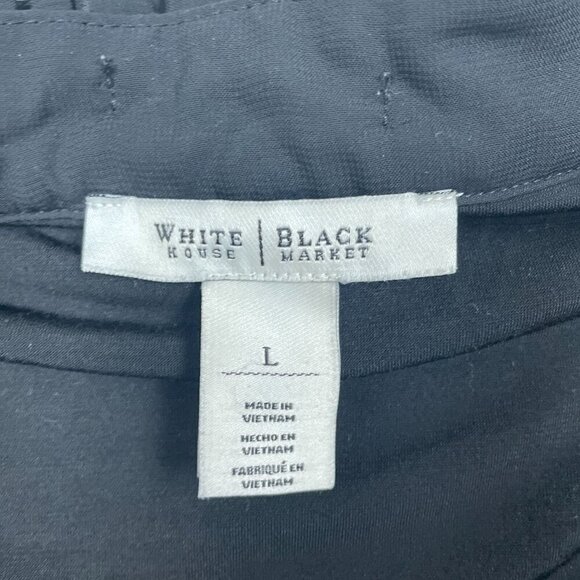 WHITE | BLACK
HOUSE | MARKET
L
MADE IN
VIETNAM
HECHO EN
VIETNAM
FABRIQUÉ EN
VIETNAM